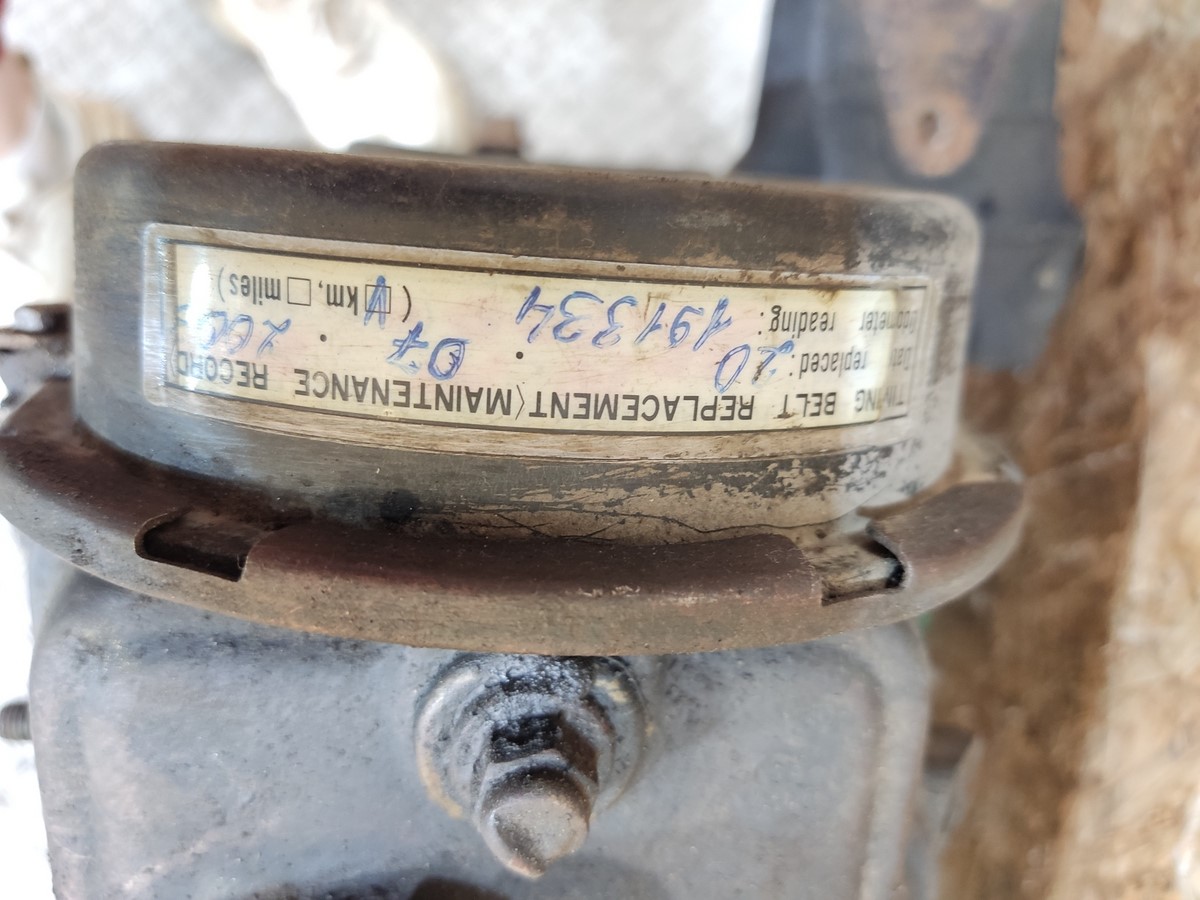 TIMING BELT REPLACEMENT (MAINTENANCE RECORD)
Date replaced: 20 . 07 .
Odometer reading: 191334 (☑ km, ☐ miles)